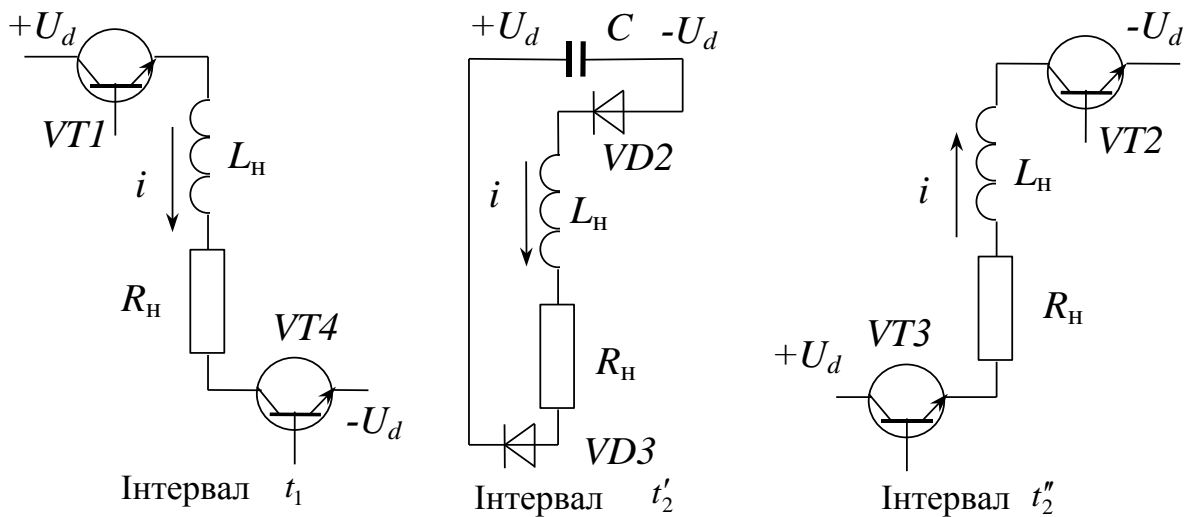 +U_d
VT1
i
L_н
R_н
VT4
-U_d
Інтервал t_1
+U_d C -U_d
VD2
i
L_н
R_н
VD3
Інтервал t'_2
-U_d
VT2
i
L_н
R_н
VT3
+U_d
Інтервал t''_2